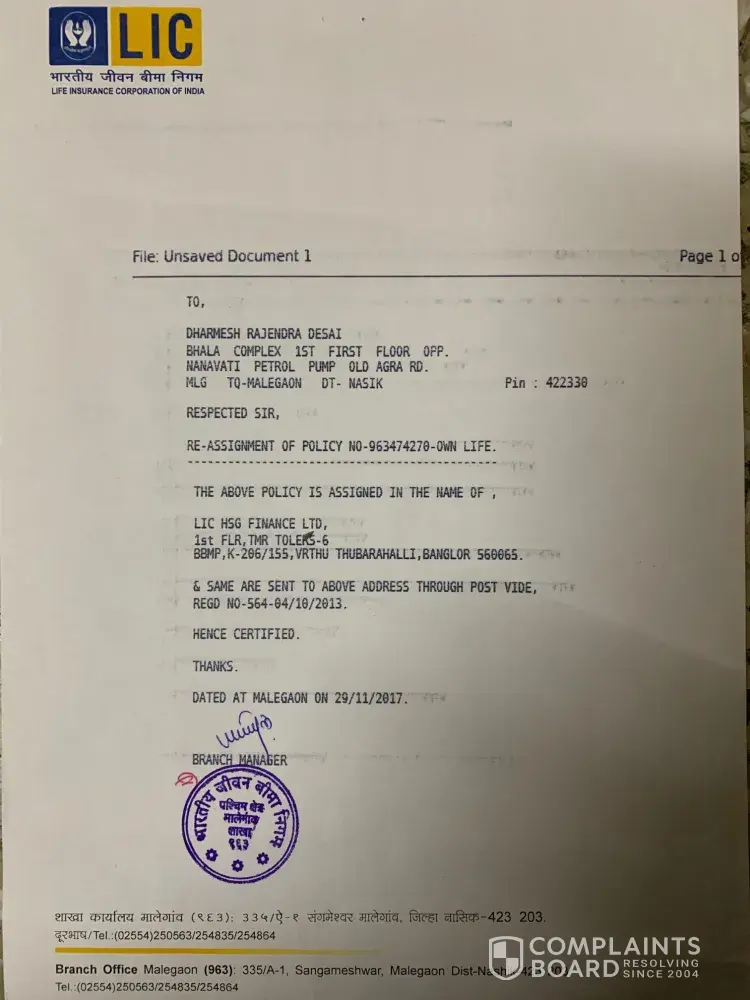 LIC
भारतीय जीवन बीमा निगम
LIFE INSURANCE CORPORATION OF INDIA
File: Unsaved Document 1 Page 1 of
TO,
DHARMESH RAJENDRA DESAI
BHALA COMPLEX 1ST FIRST FLOOR OPP.
NANAVATI PETROL PUMP OLD AGRA RD.
MLG TQ-MALEGAON DT- NASIK Pin : 422330
RESPECTED SIR,
RE-ASSIGNMENT OF POLICY NO-963474270-OWN LIFE.
THE ABOVE POLICY IS ASSIGNED IN THE NAME OF ,
LIC HSG FINANCE LTD,
1st FLR,TMR TOLERS-6
BBMP,K-206/155,VRTHU THUBARAHALLI,BANGLOR 560065.
& SAME ARE SENT TO ABOVE ADDRESS THROUGH POST VIDE,
REGD NO-564-04/10/2013.
HENCE CERTIFIED.
THANKS.
DATED AT MALEGAON ON 29/11/2017.
BRANCH MANAGER
भारतीय जीवन बीमा निगम
पश्चिम क्षेत्र
मालेगांव
शाखा
९६३
शाखा कार्यालय मालेगांव (९६३): ३३५/ऐ-१ संगमेश्वर मालेगांव, जिल्हा नासिक-423 203.
दूरभाष/Tel.:(02554)250563/254835/254864
Branch Office Malegaon (963): 335/A-1, Sangameshwar, Malegaon Dist-Nash
Tel.:(02554)250563/254835/254864
COMPLAINTS
BOARD RESOLVING
SINCE 2004